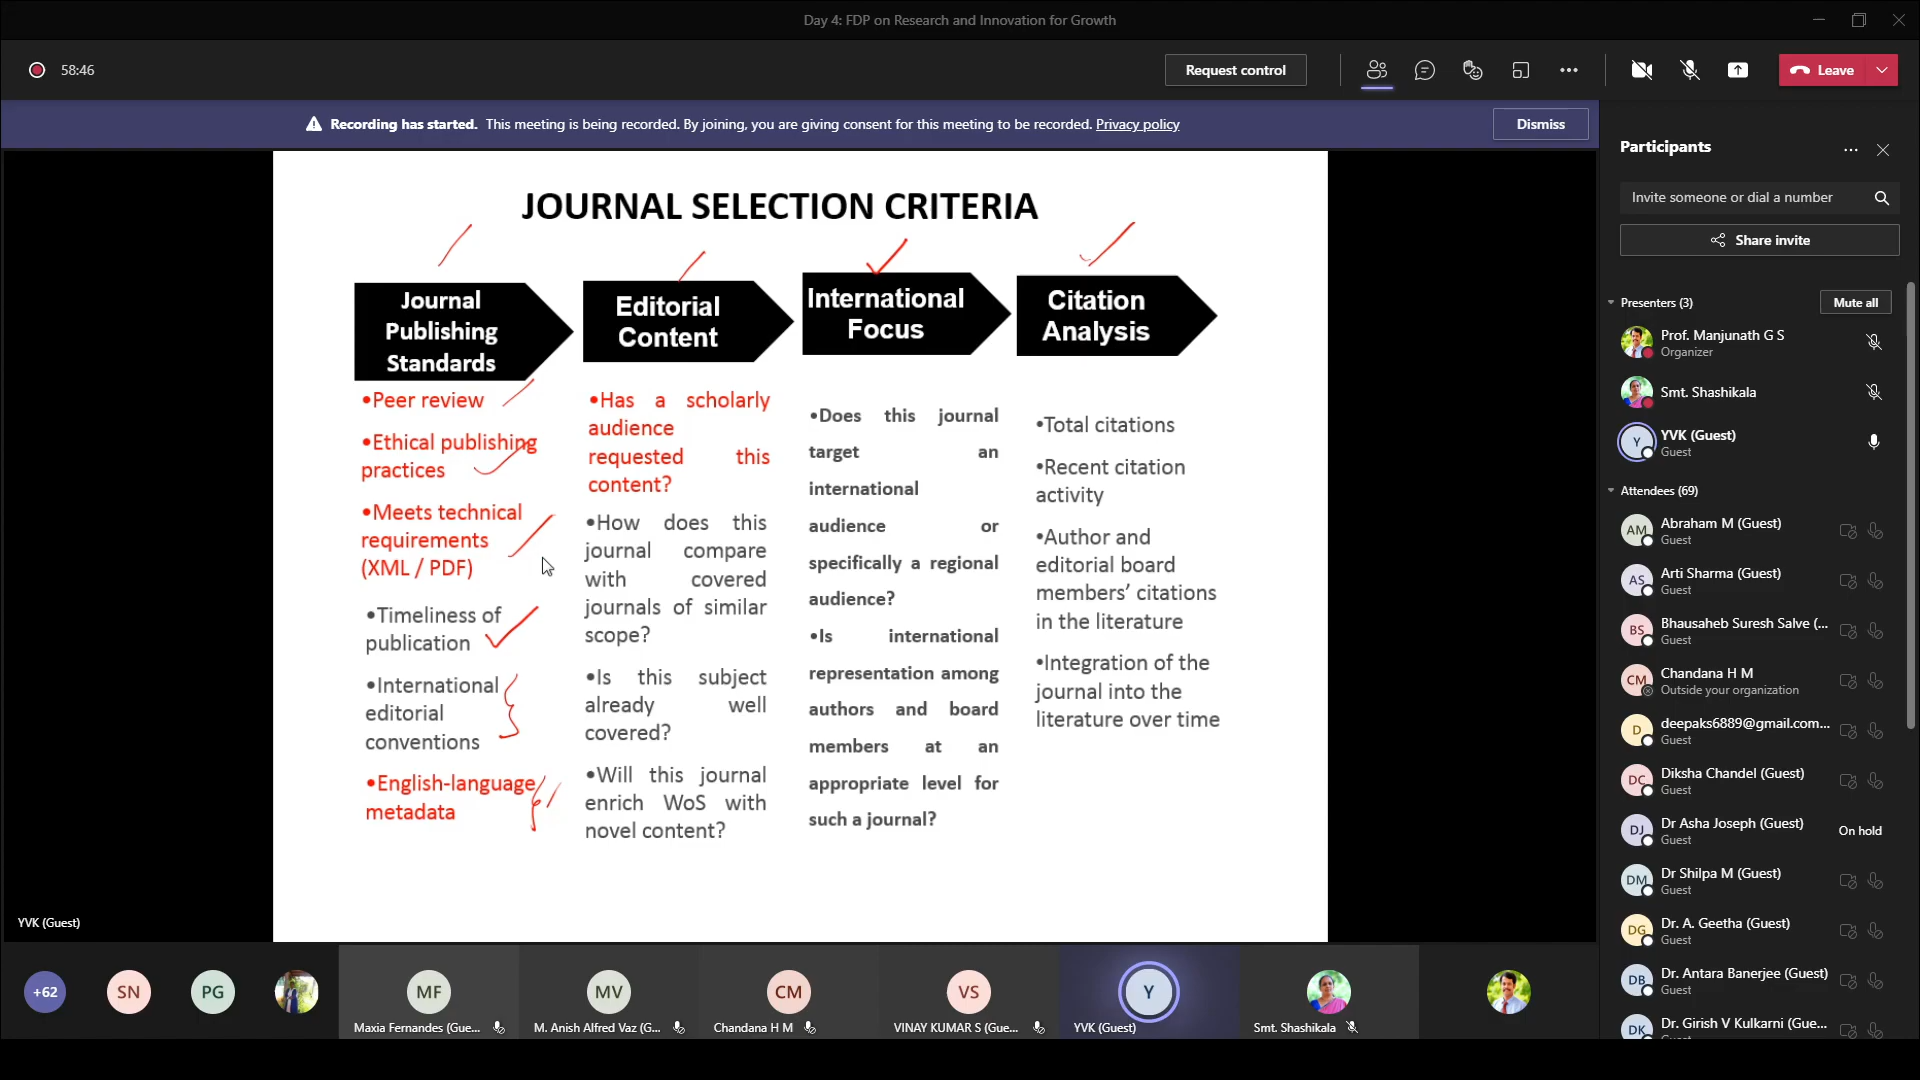 Day 4: FDP on Research and Innovation for Growth
58:46
Request control
Leave
Recording has started. This meeting is being recorded. By joining, you are giving consent for this meeting to be recorded. Privacy policy
Dismiss
JOURNAL SELECTION CRITERIA
Journal
Publishing
Standards
•Peer review
•Ethical publishing
practices
•Meets technical
requirements
(XML / PDF)
•Timeliness of
publication
•International
editorial
conventions
•English-language
metadata
Editorial
Content
•Has a scholarly
audience
requested this
content?
•How does this
journal compare
with covered
journals of similar
scope?
•Is this subject
already well
covered?
•Will this journal
enrich WoS with
novel content?
International
Focus
•Does this journal
target an
international
audience or
specifically a regional
audience?
•Is international
representation among
authors and board
members at an
appropriate level for
such a journal?
Citation
Analysis
•Total citations
•Recent citation
activity
•Author and
editorial board
members’ citations
in the literature
•Integration of the
journal into the
literature over time
YVK (Guest)
+62
SN
PG
MF
Maxia Fernandes (Gue...
MV
M. Anish Alfred Vaz (G...
CM
Chandana H M
VS
VINAY KUMAR S (Gue...
Y
YVK (Guest)
Smt. Shashikala
Participants
Invite someone or dial a number
Share invite
Presenters (3)
Mute all
Prof. Manjunath G S
Organizer
Smt. Shashikala
Y
YVK (Guest)
Guest
Attendees (69)
AM
Abraham M (Guest)
Guest
AS
Arti Sharma (Guest)
Guest
BS
Bhausaheb Suresh Salve (...
Guest
CM
Chandana H M
Outside your organization
D
deepaks6889@gmail.com...
Guest
DC
Diksha Chandel (Guest)
Guest
DJ
Dr Asha Joseph (Guest)
Guest
On hold
DM
Dr Shilpa M (Guest)
Guest
DG
Dr. A. Geetha (Guest)
Guest
DB
Dr. Antara Banerjee (Guest)
Guest
DK
Dr. Girish V Kulkarni (Gue...